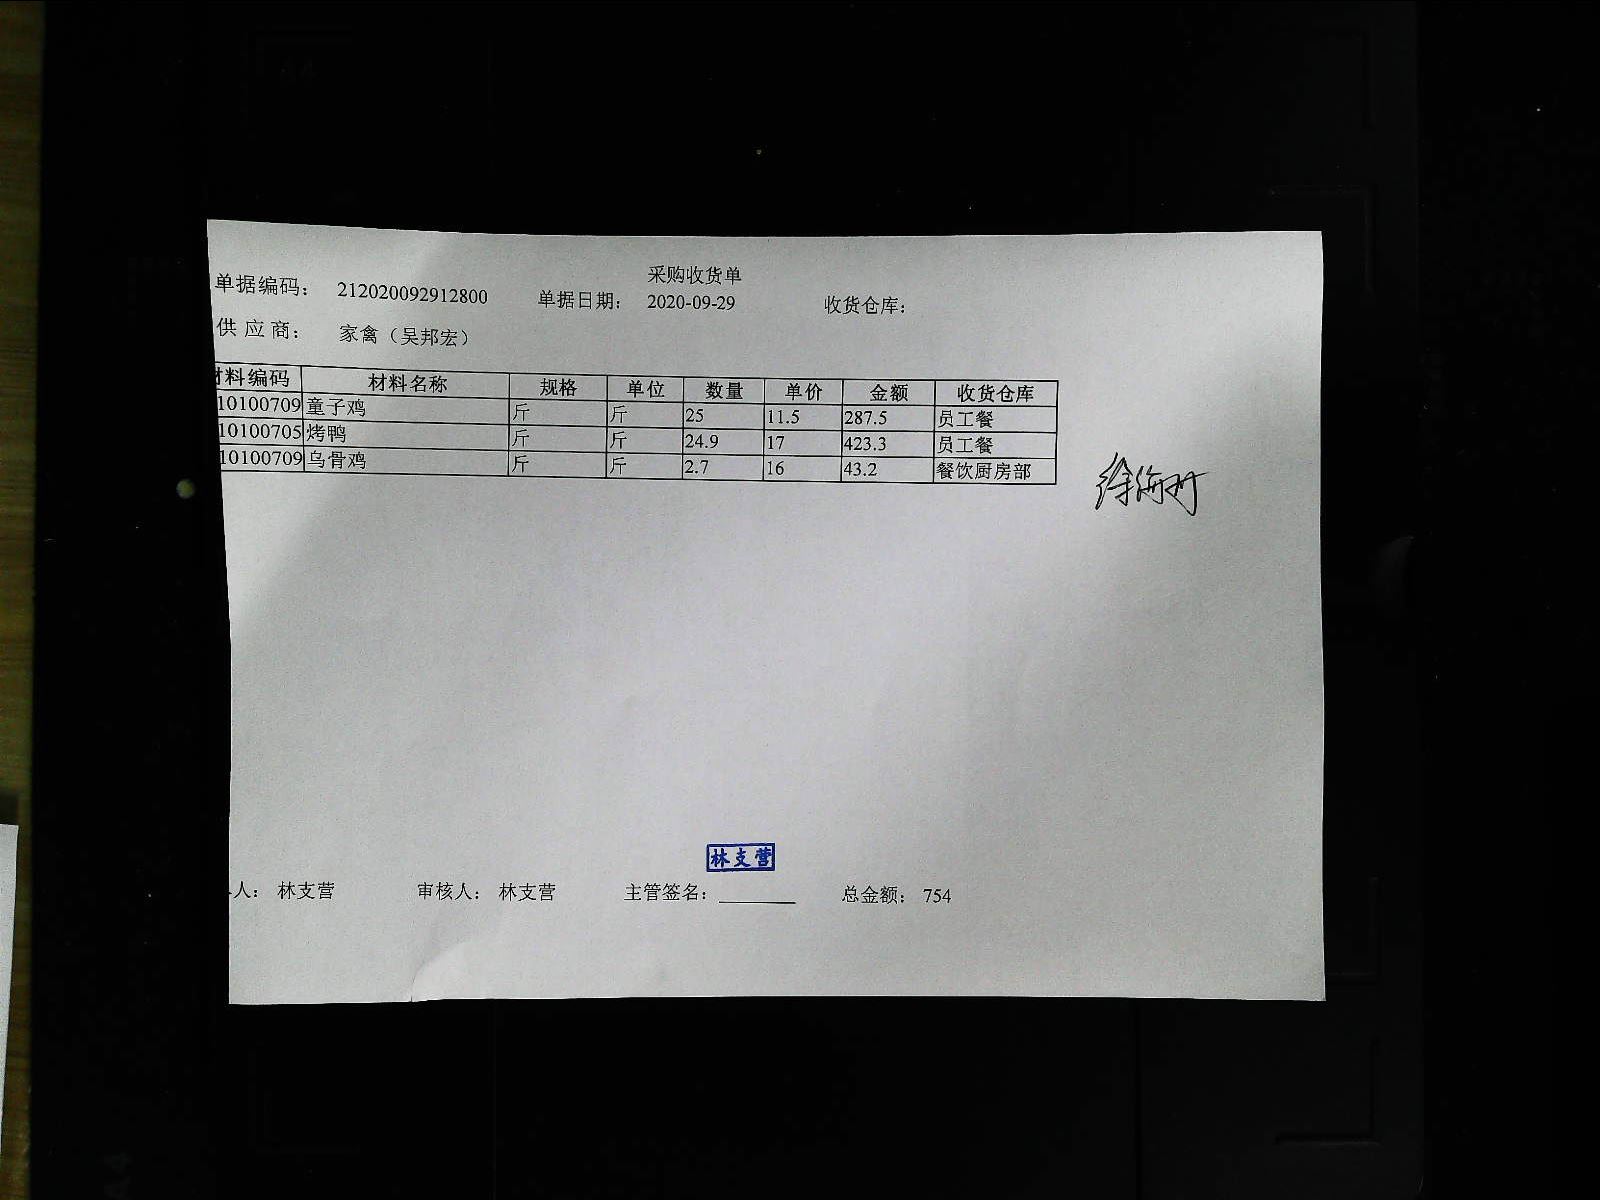 采购收货单
单据编码： 212020092912800 单据日期： 2020-09-29 收货仓库：
供 应 商： 家禽（吴邦宏）
材料编码 材料名称 规格 单位 数量 单价 金额 收货仓库
10100709 童子鸡 斤 斤 25 11.5 287.5 员工餐
10100705 烤鸭 斤 斤 24.9 17 423.3 员工餐
10100709 乌骨鸡 斤 斤 2.7 16 43.2 餐饮厨房部
林支营
人： 林支营 审核人： 林支营 主管签名： 总金额： 754